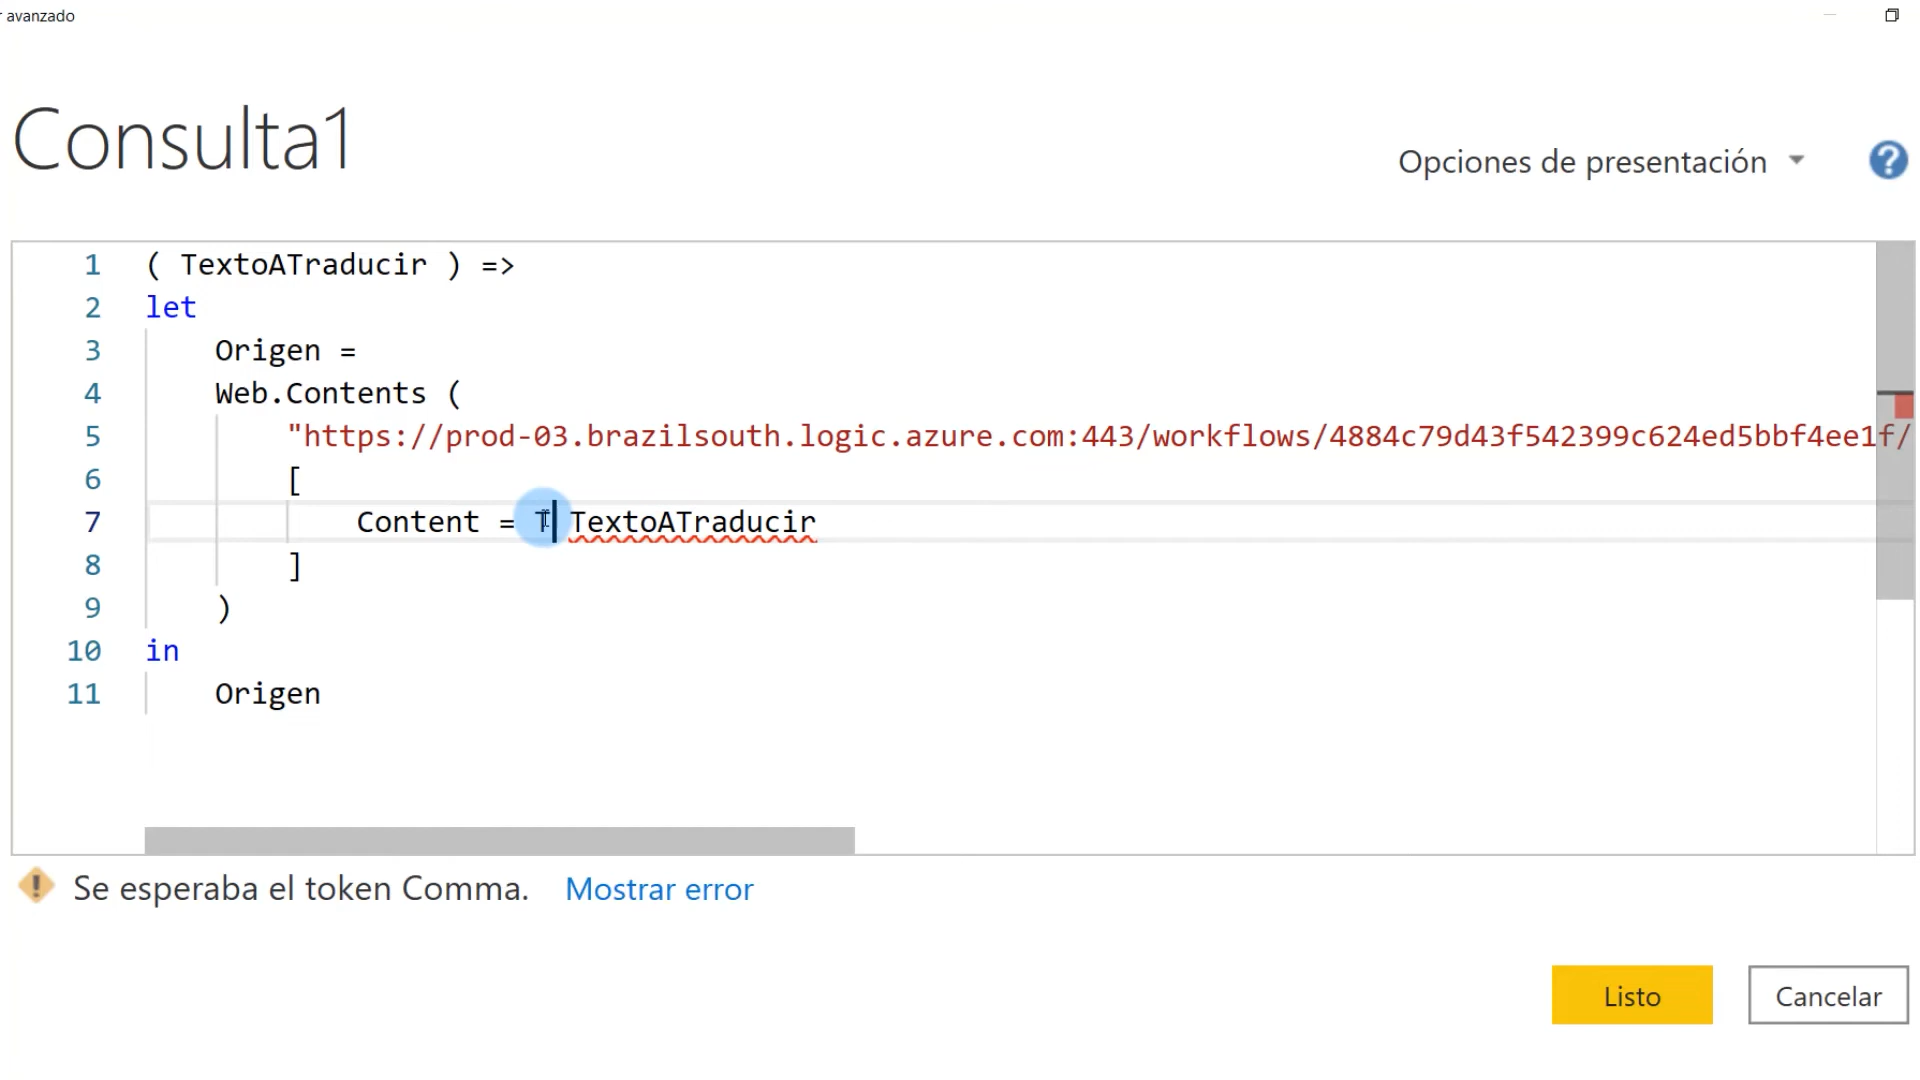 r avanzado
Consulta1
Opciones de presentación
?
1 ( TextoATraducir ) =>
2 let
3 Origen =
4 Web.Contents (
5 "https://prod-03.brazilsouth.logic.azure.com:443/workflows/4884c79d43f542399c624ed5bbf4ee1f/
6 [
7 Content = T TextoATraducir
8 ]
9 )
10 in
11 Origen
! Se esperaba el token Comma. Mostrar error
Listo Cancelar